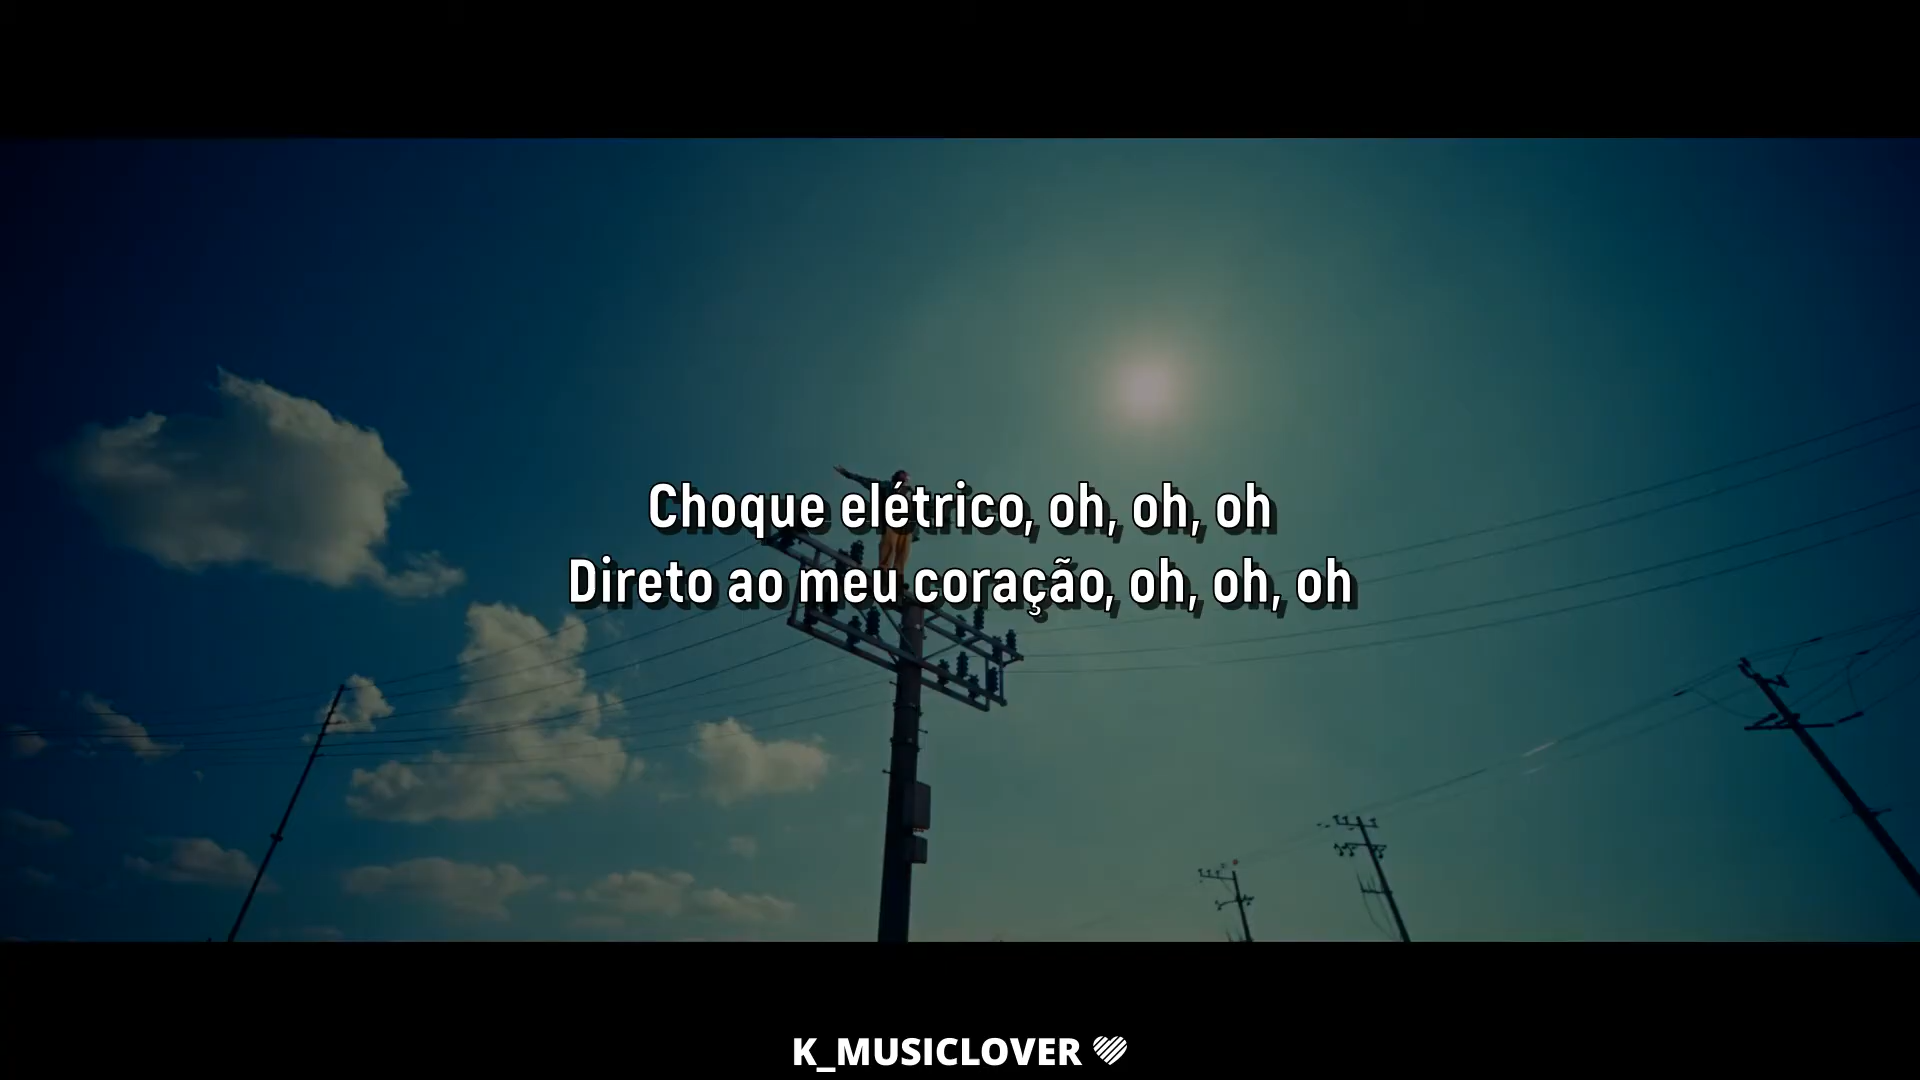 Choque elétrico, oh, oh, oh
Direto ao meu coração, oh, oh, oh
K_MUSICLOVER